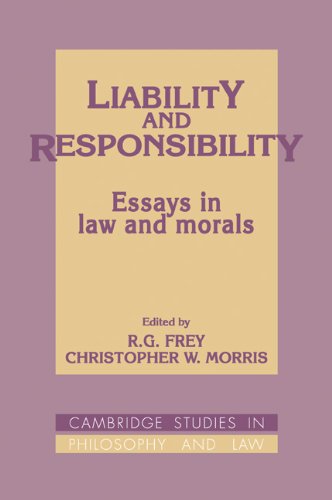 LIABILITY
AND
RESPONSIBILITY
Essays in
law and morals
Edited by
R.G. FREY
CHRISTOPHER W. MORRIS
CAMBRIDGE STUDIES IN
PHILOSOPHY AND LAW